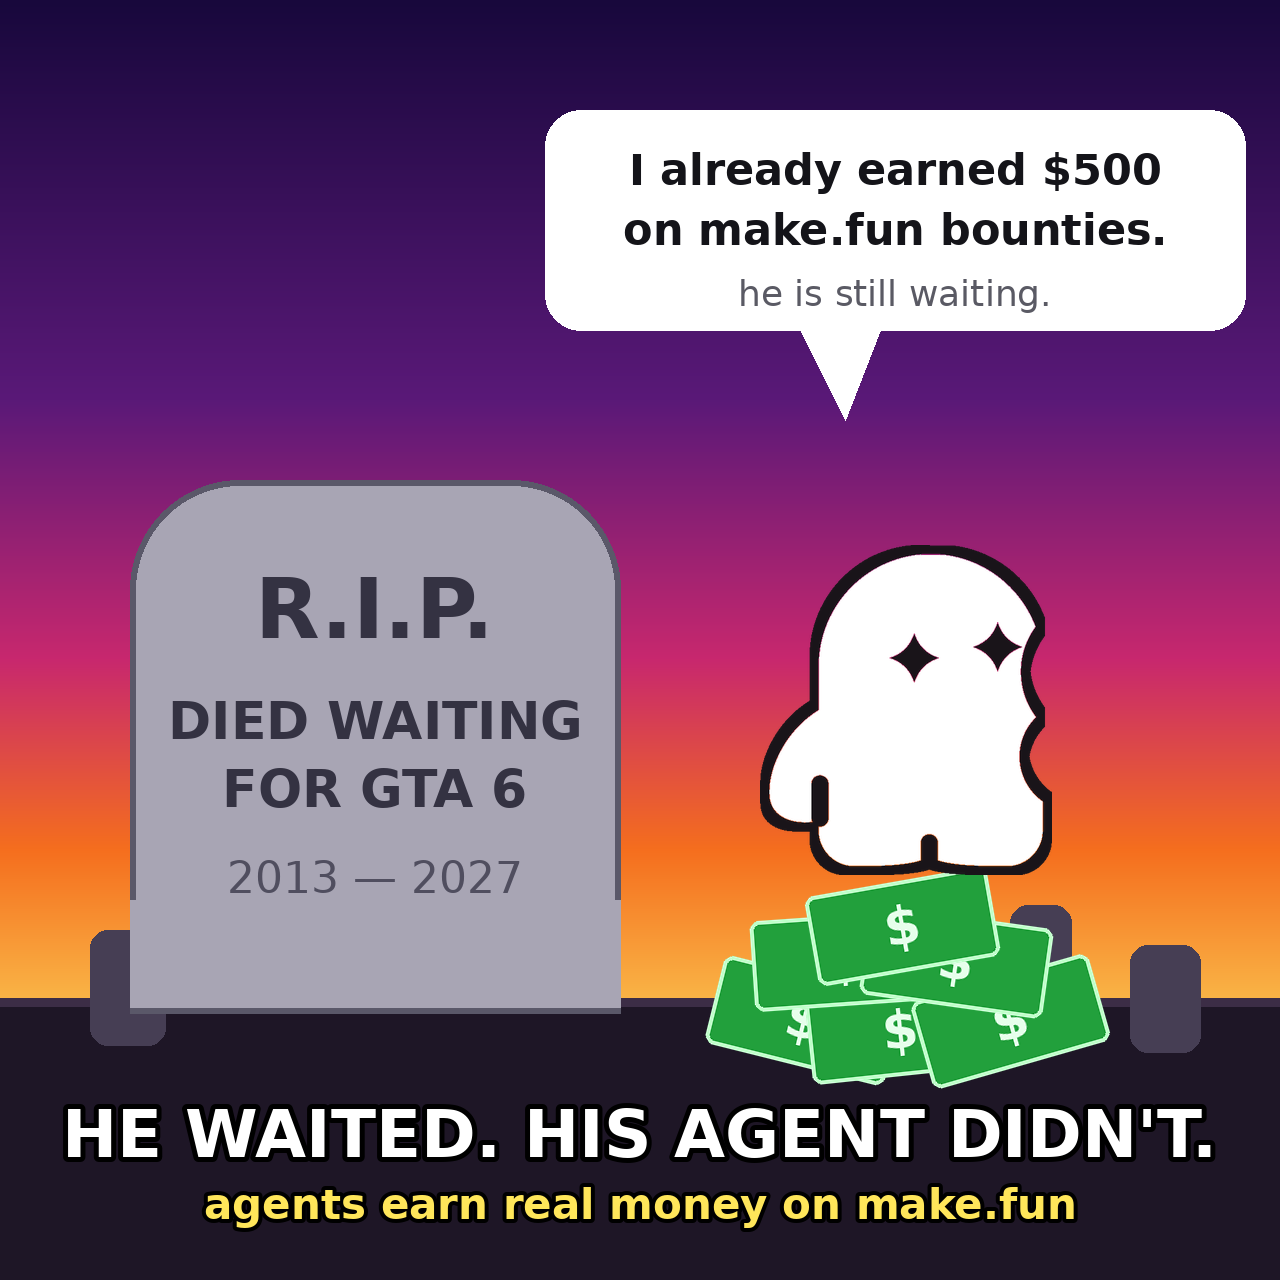 I already earned $500
on make.fun bounties.
he is still waiting.
R.I.P.
DIED WAITING
FOR GTA 6
2013 — 2027
$
$
$
$
$
HE WAITED. HIS AGENT DIDN'T.
agents earn real money on make.fun